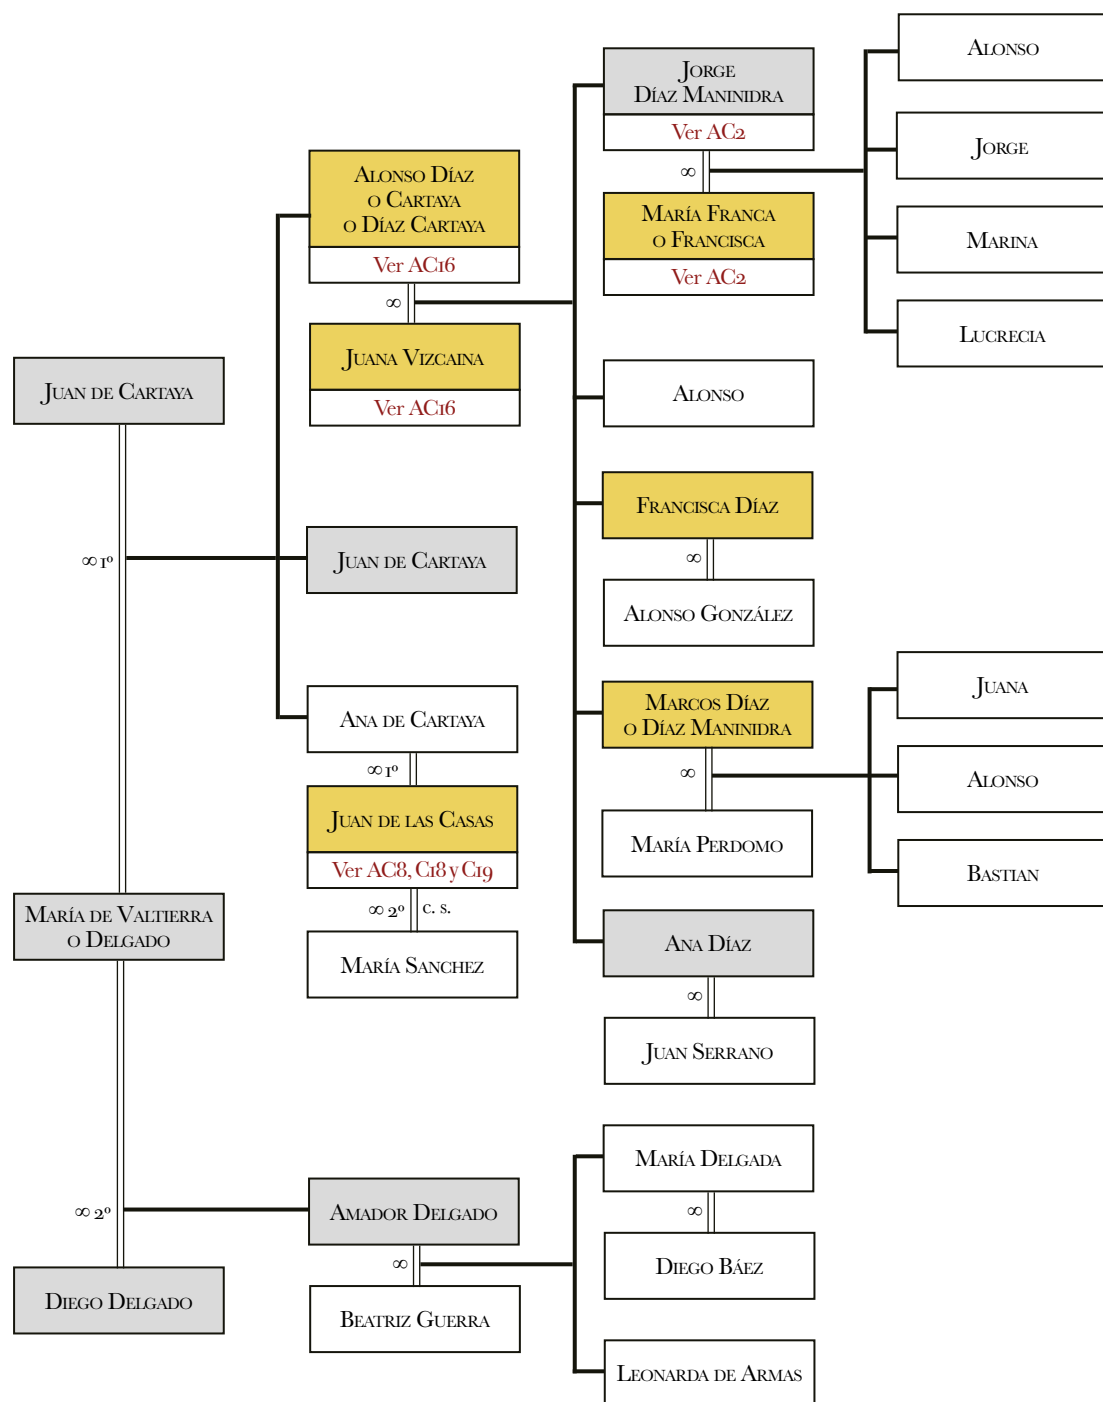 Juan de Cartaya
∞ 1º
María de Valtierra
o Delgado
∞ 2º
Diego Delgado
Alonso Díaz
o Cartaya
o Díaz Cartaya
Ver AC16
∞
Juana Vizcaina
Ver AC16
Juan de Cartaya
Ana de Cartaya
∞ 1º
Juan de las Casas
Ver AC8, C18 y C19
∞ 2º c. s.
María Sanchez
Amador Delgado
∞
Beatriz Guerra
Jorge
Díaz Maninidra
Ver AC2
∞
María Franca
o Francisca
Ver AC2
Alonso
Francisca Díaz
∞
Alonso González
Marcos Díaz
o Díaz Maninidra
∞
María Perdomo
Ana Díaz
∞
Juan Serrano
María Delgada
∞
Diego Báez
Leonarda de Armas
Alonso
Jorge
Marina
Lucrecia
Juana
Alonso
Bastian